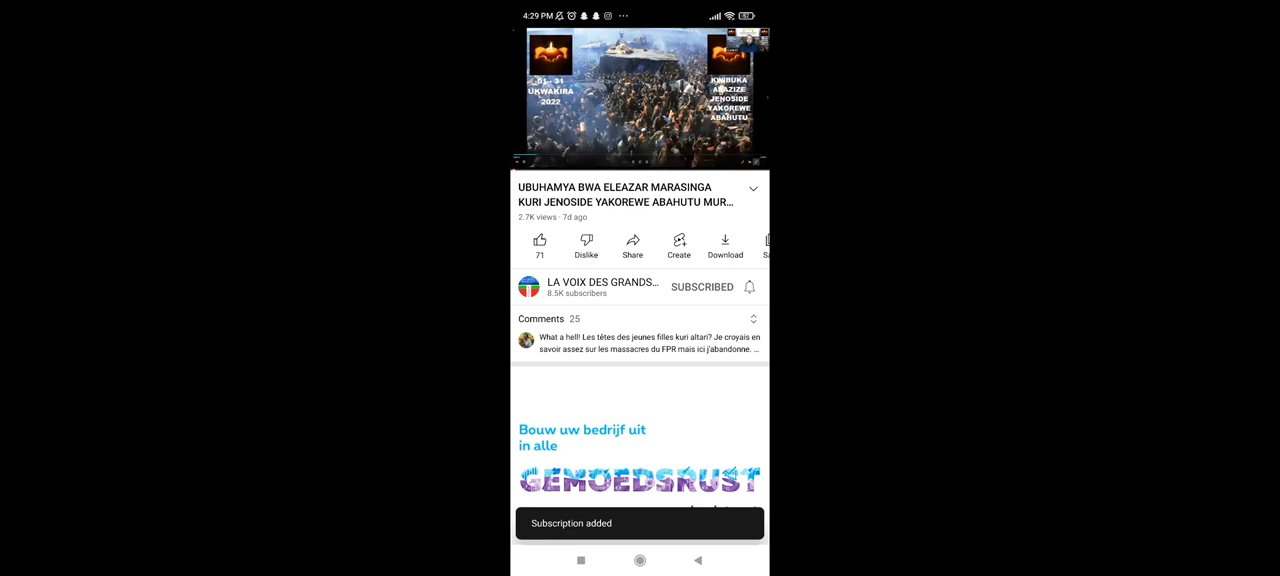 4:29 PM
57
01 - 31
UKWAKIRA
2022
KWIBUKA
ABAZIZE
JENOSIDE
YAKOREWE
ABAHUTU
UBUHAMYA BWA ELEAZAR MARASINGA
KURI JENOSIDE YAKOREWE ABAHUTU MUR...
2.7K views · 7d ago
71
Dislike
Share
Create
Download
LA VOIX DES GRANDS...
8.5K subscribers
SUBSCRIBED
Comments 25
What a hell! Les têtes des jeunes filles kuri altari? Je croyais en
savoir assez sur les massacres du FPR mais ici j'abandonne. ...
Bouw uw bedrijf uit
in alle
GEMOEDSRUST
Subscription added